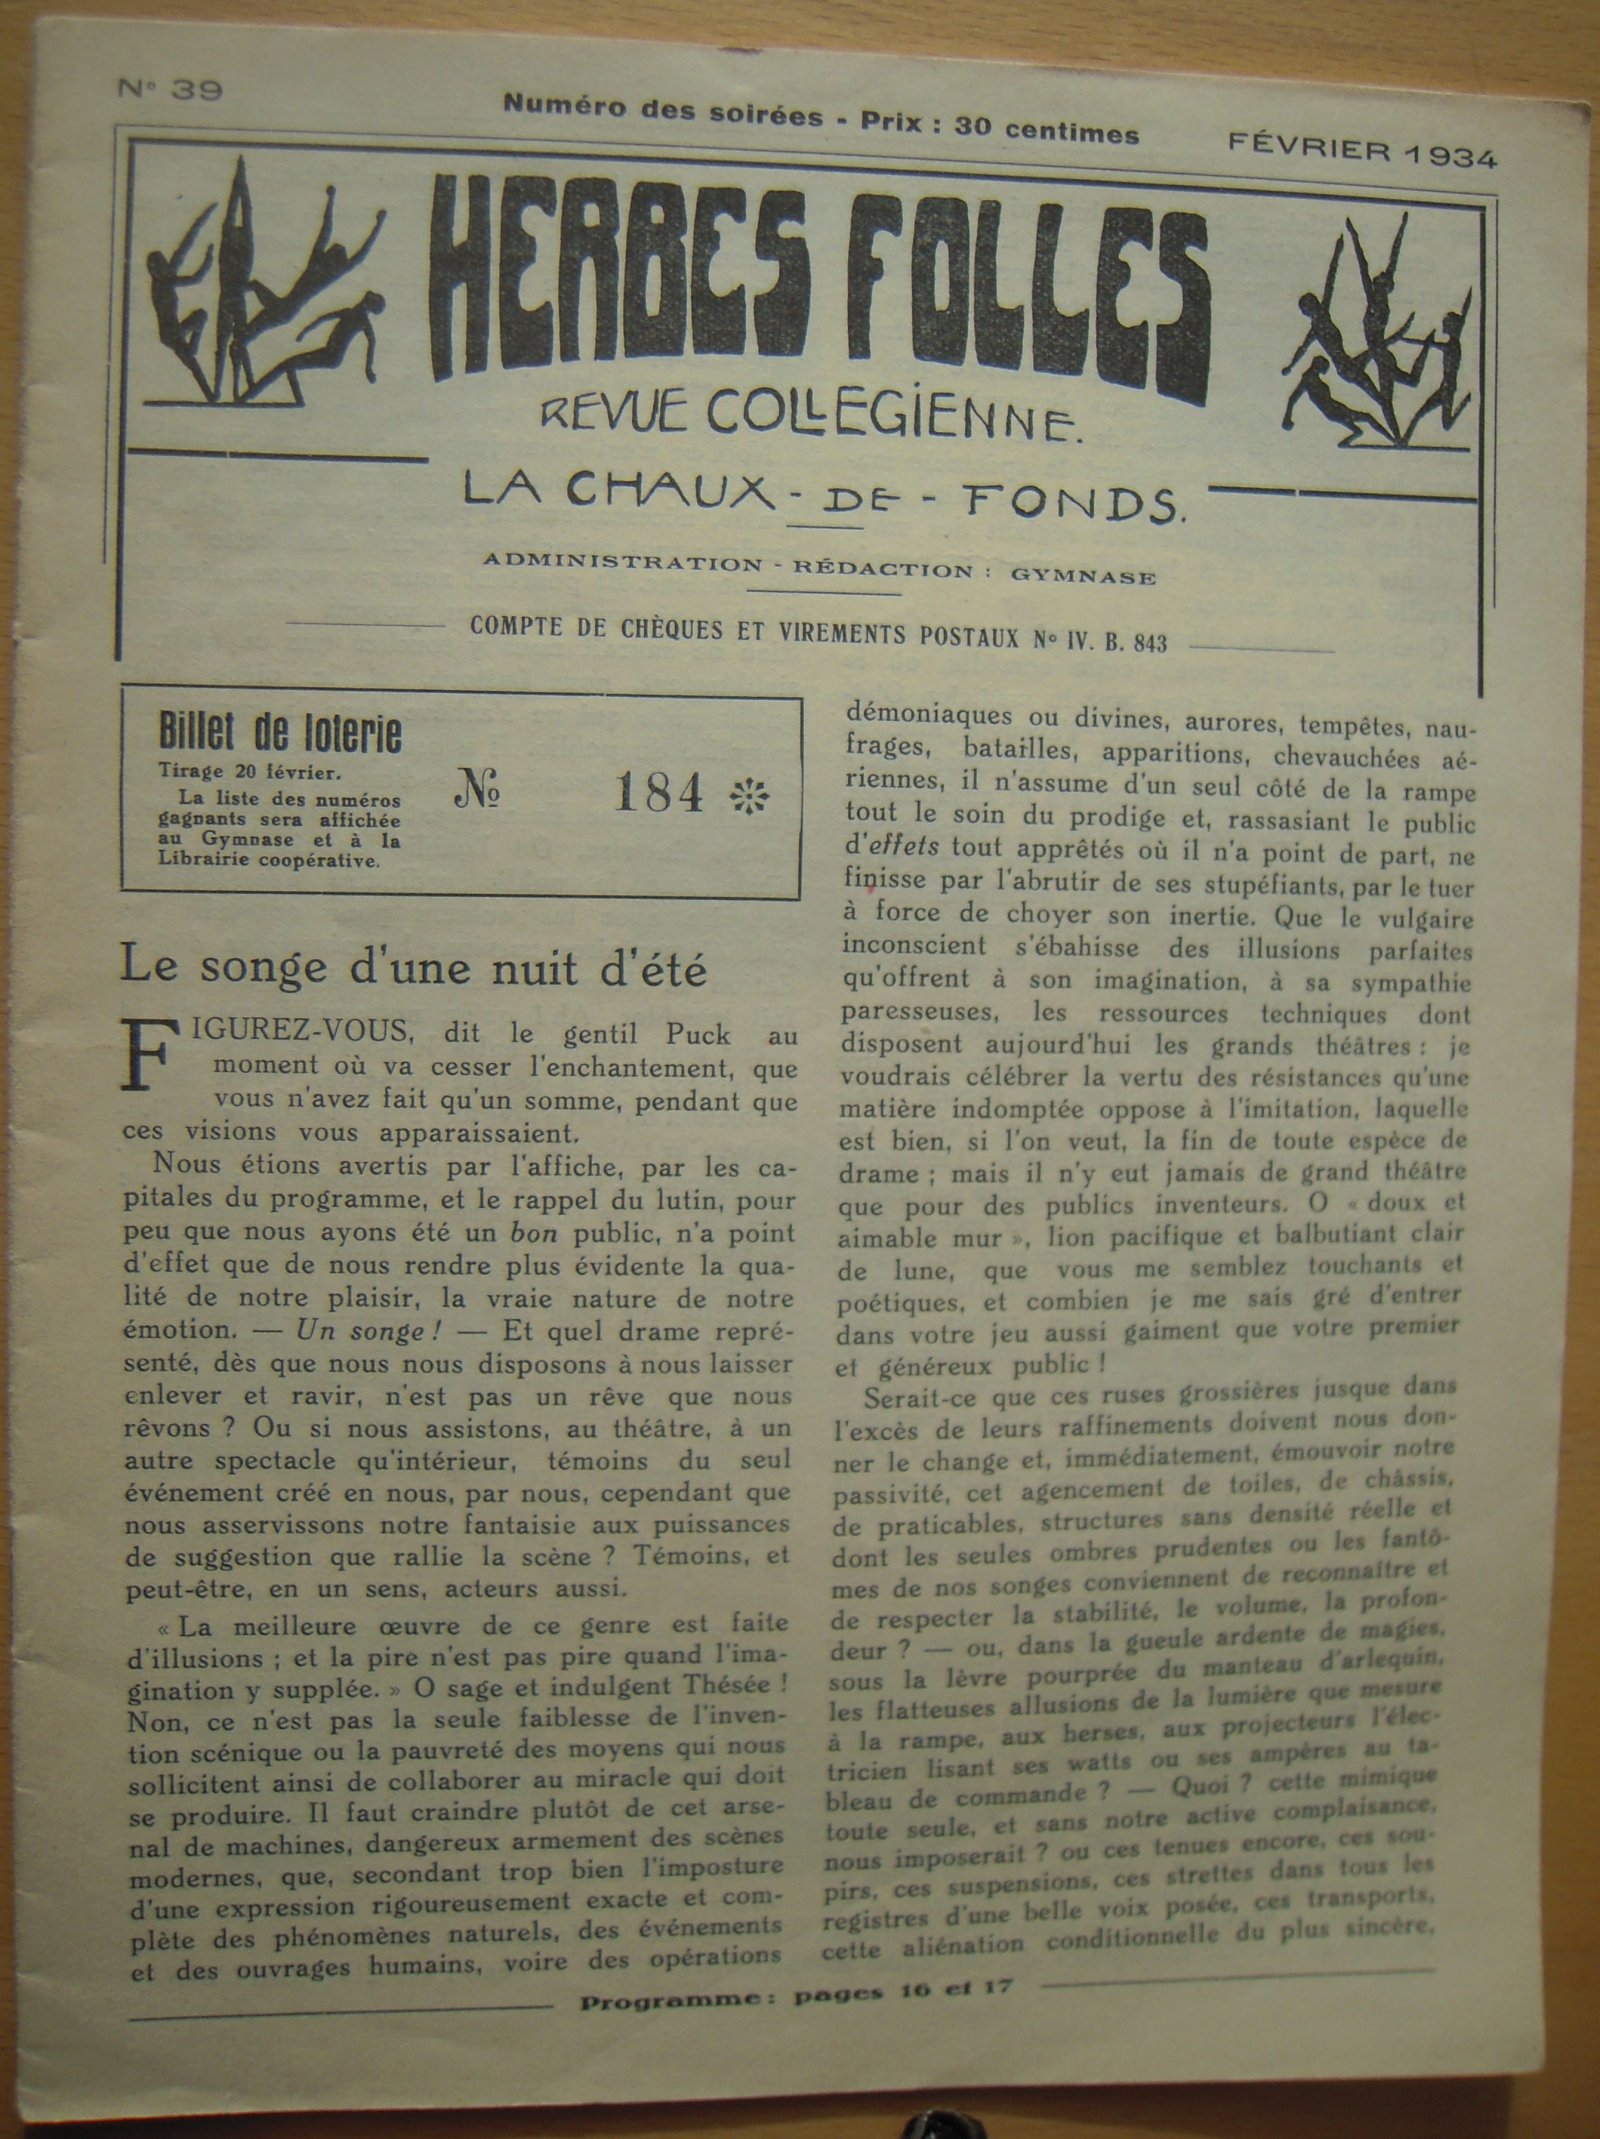 N° 39
Numéro des soirées - Prix : 30 centimes
FÉVRIER 1934
HERBES FOLLES
REVUE COLLEGIENNE.
LA CHAUX - DE - FONDS.
ADMINISTRATION - RÉDACTION : GYMNASE
COMPTE DE CHÈQUES ET VIREMENTS POSTAUX N° IV. B. 843
Billet de loterie
Tirage 20 février.
La liste des numéros
gagnants sera affichée
au Gymnase et à la
Librairie coopérative.
№ 184
Le songe d'une nuit d'été
FIGUREZ-VOUS, dit le gentil Puck au
moment où va cesser l'enchantement, que
vous n'avez fait qu'un somme, pendant que
ces visions vous apparaissaient.
Nous étions avertis par l'affiche, par les ca-
pitales du programme, et le rappel du lutin, pour
peu que nous ayons été un bon public, n'a point
d'effet que de nous rendre plus évidente la qua-
lité de notre plaisir, la vraie nature de notre
émotion. — Un songe ! — Et quel drame repré-
senté, dès que nous nous disposons à nous laisser
enlever et ravir, n'est pas un rêve que nous
rêvons ? Ou si nous assistons, au théâtre, à un
autre spectacle qu'intérieur, témoins du seul
événement créé en nous, par nous, cependant que
nous asservissons notre fantaisie aux puissances
de suggestion que rallie la scène ? Témoins, et
peut-être, en un sens, acteurs aussi.
« La meilleure œuvre de ce genre est faite
d'illusions ; et la pire n'est pas pire quand l'ima-
gination y supplée. » O sage et indulgent Thésée !
Non, ce n'est pas la seule faiblesse de l'inven-
tion scénique ou la pauvreté des moyens qui nous
sollicitent ainsi de collaborer au miracle qui doit
se produire. Il faut craindre plutôt de cet arse-
nal de machines, dangereux armement des scènes
modernes, que, secondant trop bien l'imposture
d'une expression rigoureusement exacte et com-
plète des phénomènes naturels, des événements
et des ouvrages humains, voire des opérations
démoniaques ou divines, aurores, tempêtes, nau-
frages, batailles, apparitions, chevauchées aé-
riennes, il n'assume d'un seul côté de la rampe
tout le soin du prodige et, rassasiant le public
d'effets tout apprêtés où il n'a point de part, ne
finisse par l'abrutir de ses stupéfiants, par le tuer
à force de choyer son inertie. Que le vulgaire
inconscient s'ébahisse des illusions parfaites
qu'offrent à son imagination, à sa sympathie
paresseuses, les ressources techniques dont
disposent aujourd'hui les grands théâtres : je
voudrais célébrer la vertu des résistances qu'une
matière indomptée oppose à l'imitation, laquelle
est bien, si l'on veut, la fin de toute espèce de
drame ; mais il n'y eut jamais de grand théâtre
que pour des publics inventeurs. O « doux et
aimable mur », lion pacifique et balbutiant clair
de lune, que vous me semblez touchants et
poétiques, et combien je me sais gré d'entrer
dans votre jeu aussi gaiment que votre premier
et généreux public !
Serait-ce que ces ruses grossières jusque dans
l'excès de leurs raffinements doivent nous don-
ner le change et, immédiatement, émouvoir notre
passivité, cet agencement de toiles, de châssis,
de praticables, structures sans densité réelle et
dont les seules ombres prudentes ou les fantô-
mes de nos songes conviennent de reconnaître et
de respecter la stabilité, le volume, la profon-
deur ? — ou, dans la gueule ardente de magies,
sous la lèvre pourprée du manteau d'arlequin,
les flatteuses allusions de la lumière que mesure
à la rampe, aux herses, aux projecteurs l'élec-
tricien lisant ses watts ou ses ampères au ta-
bleau de commande ? — Quoi ? cette mimique
toute seule, et sans notre active complaisance,
nous imposerait ? ou ces tenues encore, ces sou-
pirs, ces suspensions, ces strettes dans tous les
registres d'une belle voix posée, ces transports,
cette aliénation conditionnelle du plus sincère,
Programme : pages 16 et 17